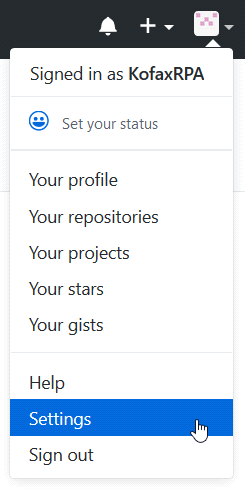 Signed in as KofaxRPA
Set your status
Your profile
Your repositories
Your projects
Your stars
Your gists
Help
Settings
Sign out